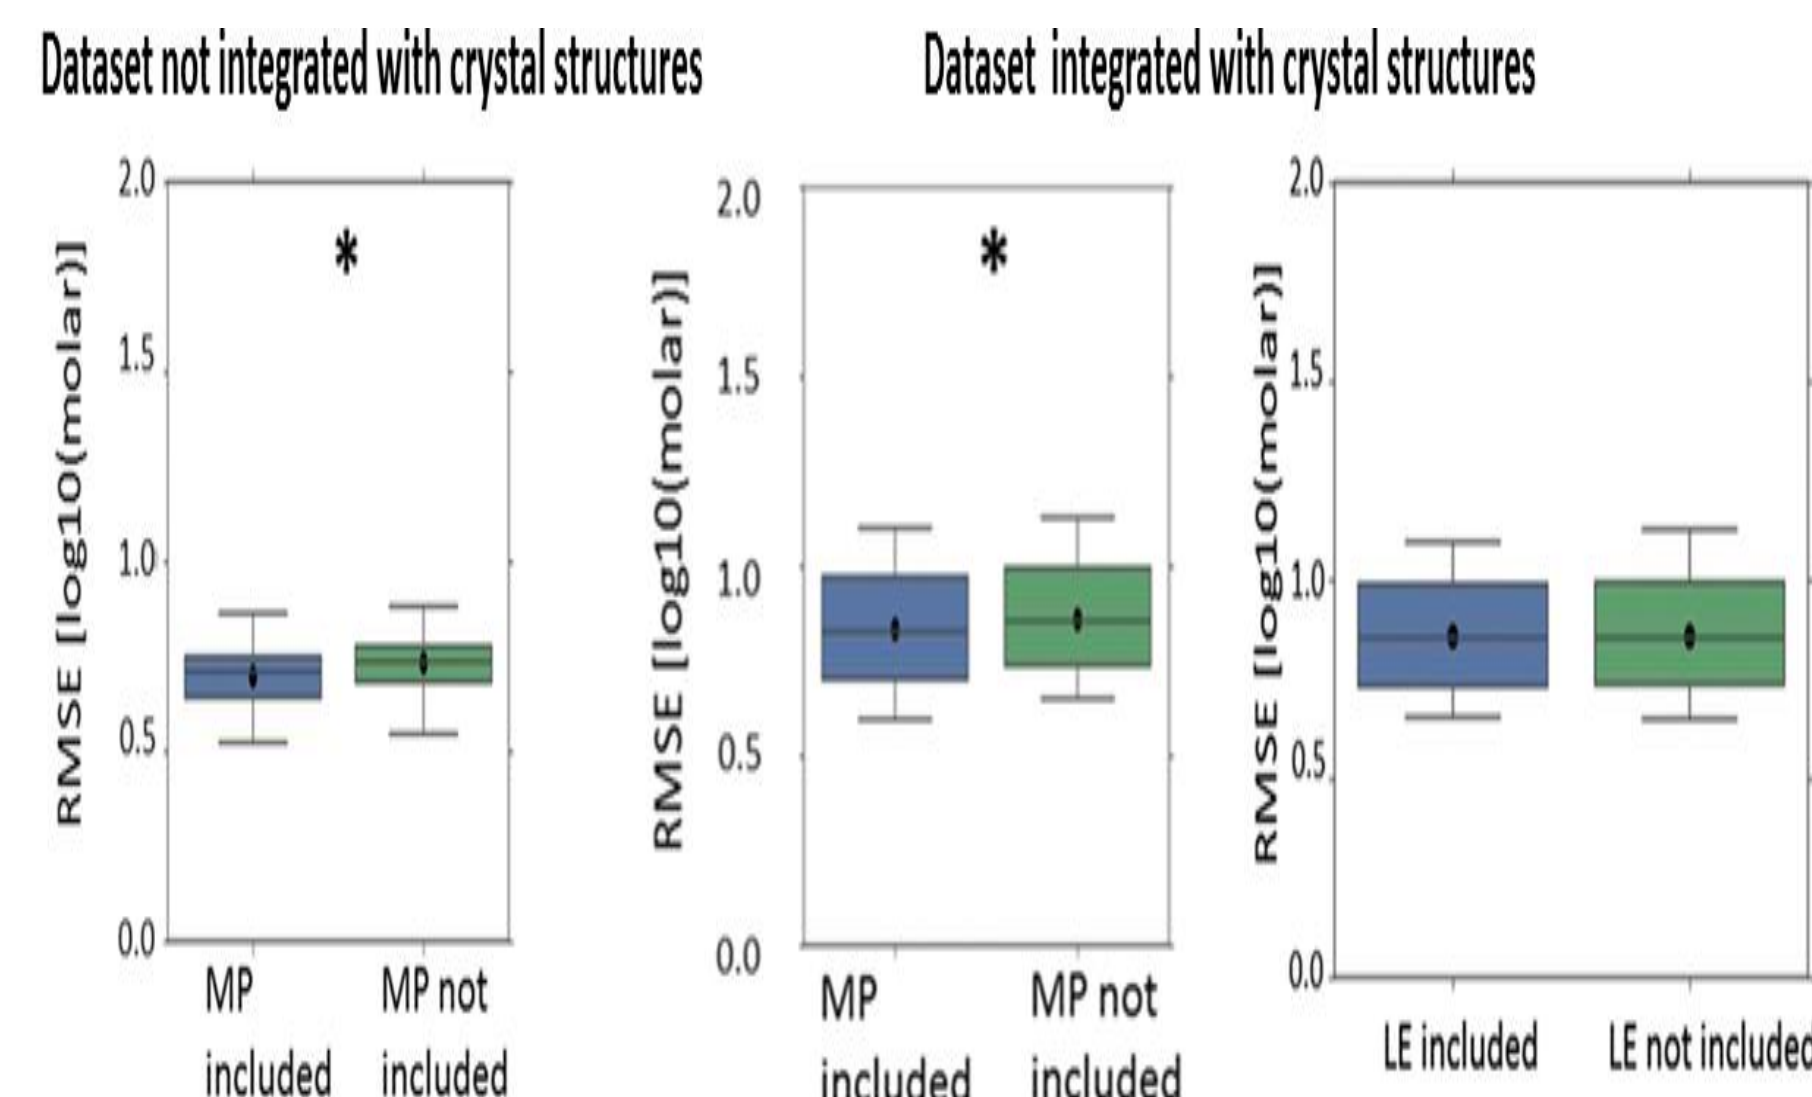 Dataset not integrated with crystal structures
Dataset integrated with crystal structures
RMSE [log10(molar)]
2.0
1.5
1.0
0.5
0.0
*
MP included
MP not included
RMSE [log10(molar)]
2.0
1.5
1.0
0.5
0.0
*
MP included
MP not included
RMSE [log10(molar)]
2.0
1.5
1.0
0.5
0.0
LE included
LE not included